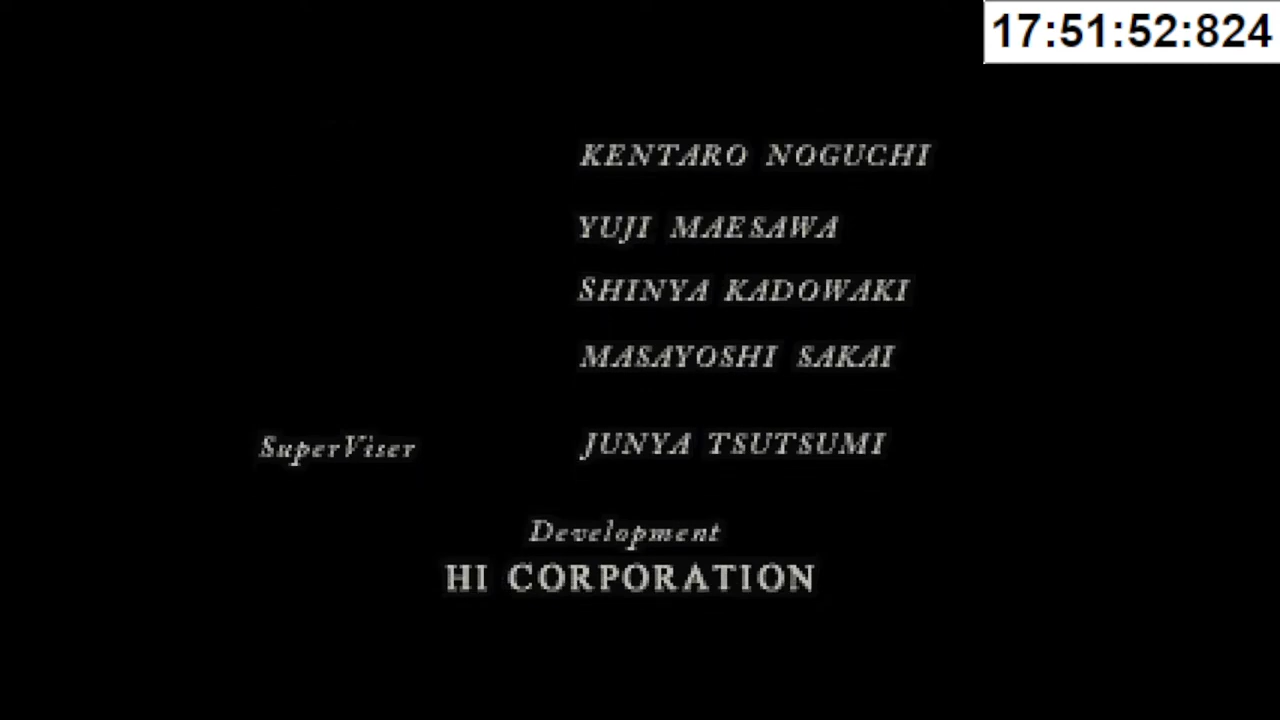 17:51:52:824
KENTARO NOGUCHI
YUJI MAESAWA
SHINYA KADOWAKI
MASAYOSHI SAKAI
SuperViser JUNYA TSUTSUMI
Development
HI CORPORATION